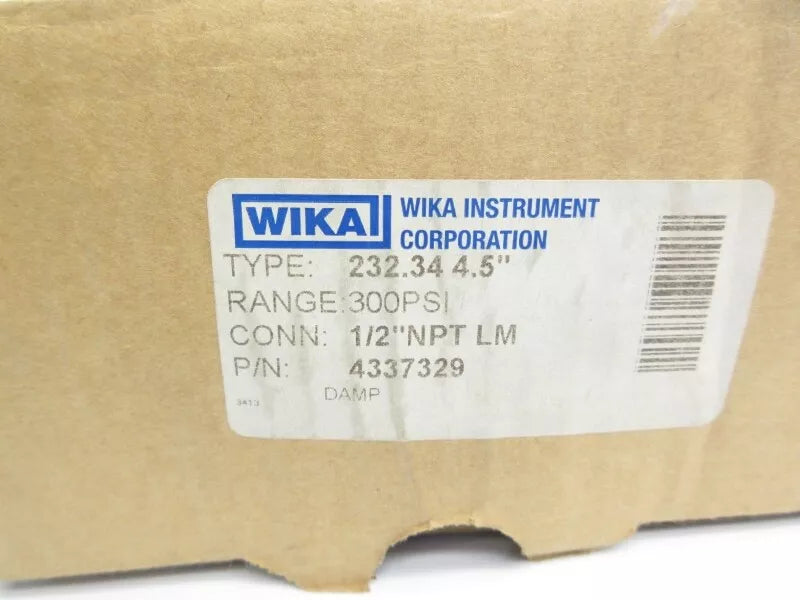 WIKA
WIKA INSTRUMENT
CORPORATION
TYPE: 232.34 4.5"
RANGE:300PSI
CONN: 1/2"NPT LM
P/N: 4337329
DAMP
3413